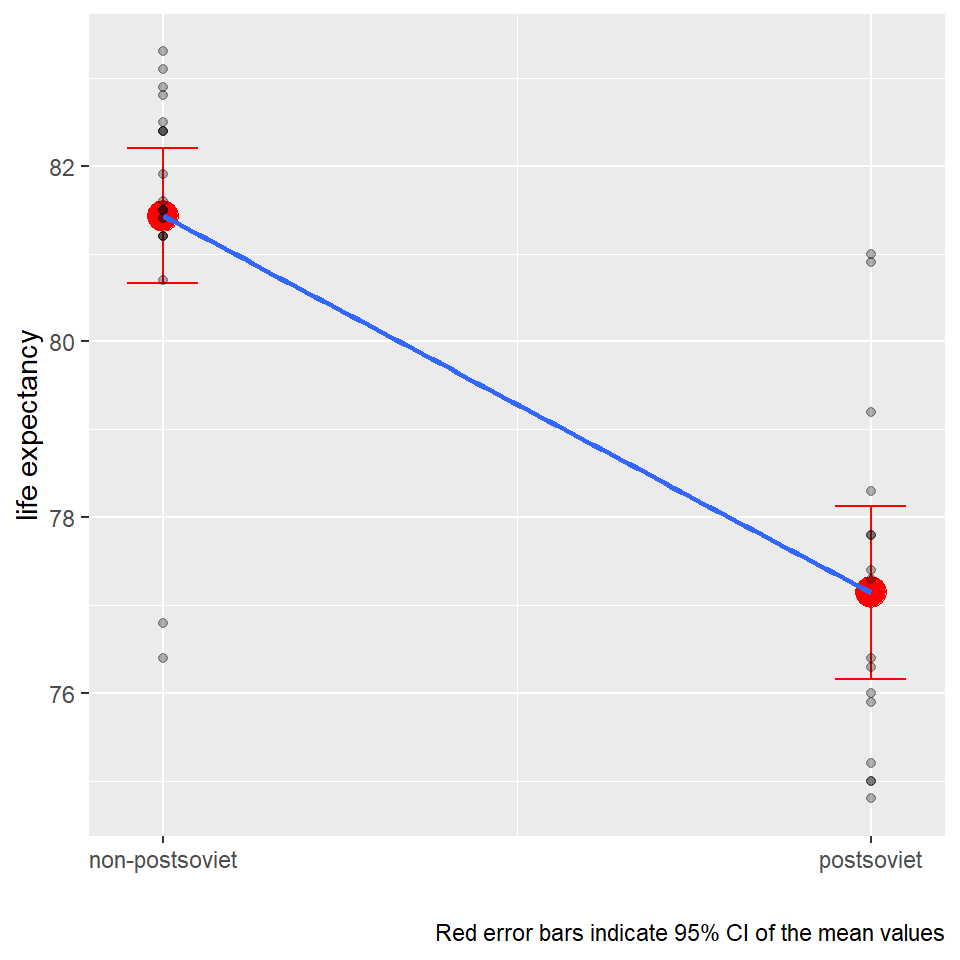 life expectancy
82
80
78
76
non-postsoviet postsoviet
Red error bars indicate 95% CI of the mean values